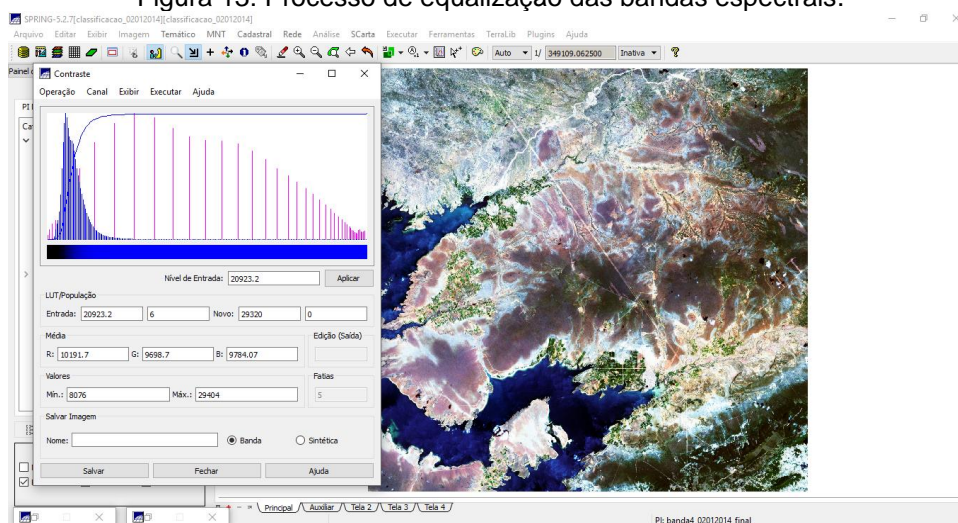 Figura 13. Processo de equalização das bandas espectrais.
SPRING-5.2.7[classificacao_02012014][classificacao_02012014]
Arquivo Editar Exibir Imagem Temático MNT Cadastral Rede Análise SCarta Executar Ferramentas TerraLib Plugins Ajuda
Auto 1/ 349109.062500 Inativa
Painel
Contraste
Operação Canal Exibir Executar Ajuda
Nível de Entrada: 20923.2 Aplicar
LUT/População
Entrada: 20923.2 6 Novo: 29320 0
Média Edição (Saída)
R: 10191.7 G: 9698.7 B: 9784.07
Valores Fatias
Mín.: 8076 Máx.: 29404 5
Salvar Imagem
Nome: Banda Sintética
Salvar Fechar Ajuda
Principal Auxiliar Tela 2 Tela 3 Tela 4
PI: banda4_02012014_final